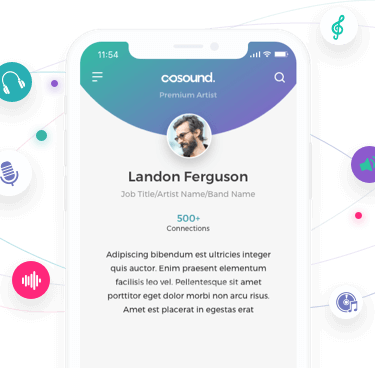 11:54
cosound.
Premium Artist
Landon Ferguson
Job Title/Artist Name/Band Name
500+
Connections
Adipiscing bibendum est ultricies integer
quis auctor. Enim praesent elementum
facilisis leo vel. Pellentesque sit amet
porttitor eget dolor morbi non arcu risus.
Amet est placerat in egestas erat